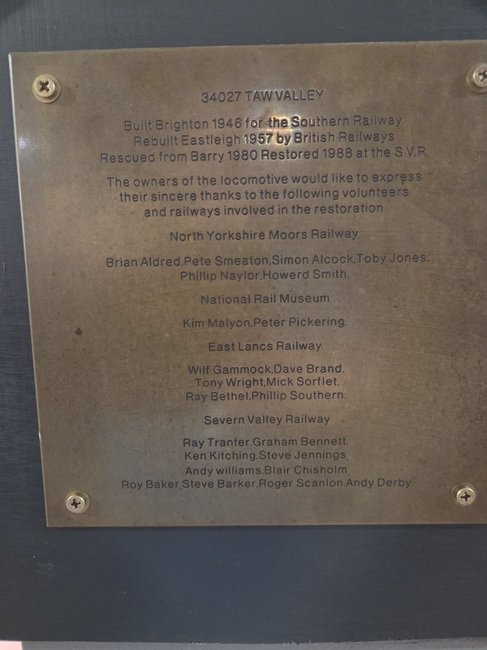 34027 TAW VALLEY
Built Brighton 1946 for the Southern Railway
Rebuilt Eastleigh 1957 by British Railways.
Rescued from Barry 1980 Restored 1988 at the S.V.R.
The owners of the locomotive would like to express
their sincere thanks to the following volunteers
and railways involved in the restoration
North Yorkshire Moors Railway
Brian Aldred,Pete Smeaton,Simon Alcock,Toby Jones.
Phillip Naylor,Howerd Smith.
National Rail Museum
Kim Malyon,Peter Pickering.
East Lancs Railway
Wilf Gammock,Dave Brand.
Tony Wright,Mick Sorflet.
Ray Bethel,Phillip Southern.
Severn Valley Railway
Ray Tranter,Graham Bennett.
Ken Kitching,Steve Jennings
Andy williams,Blair Chisholm
Roy Baker,Steve Barker,Roger Scanlon,Andy Derby.